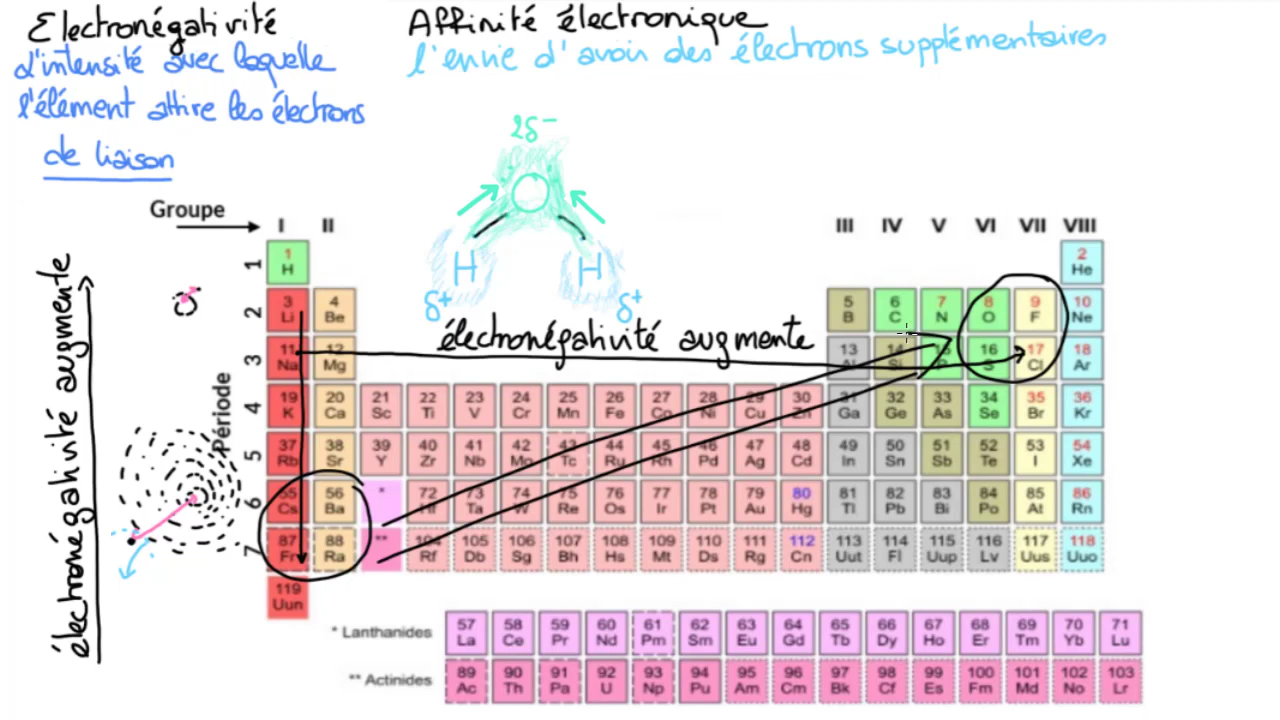 Electronégativité
L'intensité avec laquelle
l'élément attire les électrons
de liaison
Affinité électronique
l'envie d'avoir des électrons supplémentaires
2δ-
H H
δ+ δ+
électronégativité augmente
électronégativité augmente
Groupe
Période
I II III IV V VI VII VIII
1 1 2
H He
2 3 4 5 6 7 8 9 10
Li Be B C N O F Ne
3 11 12 13 14 15 16 17 18
Na Mg Al Si P S Cl Ar
4 19 20 21 22 23 24 25 26 27 28 29 30 31 32 33 34 35 36
K Ca Sc Ti V Cr Mn Fe Co Ni Cu Zn Ga Ge As Se Br Kr
5 37 38 39 40 41 42 43 44 45 46 47 48 49 50 51 52 53 54
Rb Sr Y Zr Nb Mo Tc Ru Rh Pd Ag Cd In Sn Sb Te I Xe
6 55 56 * 72 73 74 75 76 77 78 79 80 81 82 83 84 85 86
Cs Ba Hf Ta W Re Os Ir Pt Au Hg Tl Pb Bi Po At Rn
7 87 88 ** 104 105 106 107 108 109 110 111 112 113 114 115 116 117 118
Fr Ra Rf Db Sg Bh Hs Mt Ds Rg Cn Uut Fl Uup Lv Uus Uuo
119
Uun
* Lanthanides
57 58 59 60 61 62 63 64 65 66 67 68 69 70 71
La Ce Pr Nd Pm Sm Eu Gd Tb Dy Ho Er Tm Yb Lu
** Actinides
89 90 91 92 93 94 95 96 97 98 99 100 101 102 103
Ac Th Pa U Np Pu Am Cm Bk Cf Es Fm Md No Lr